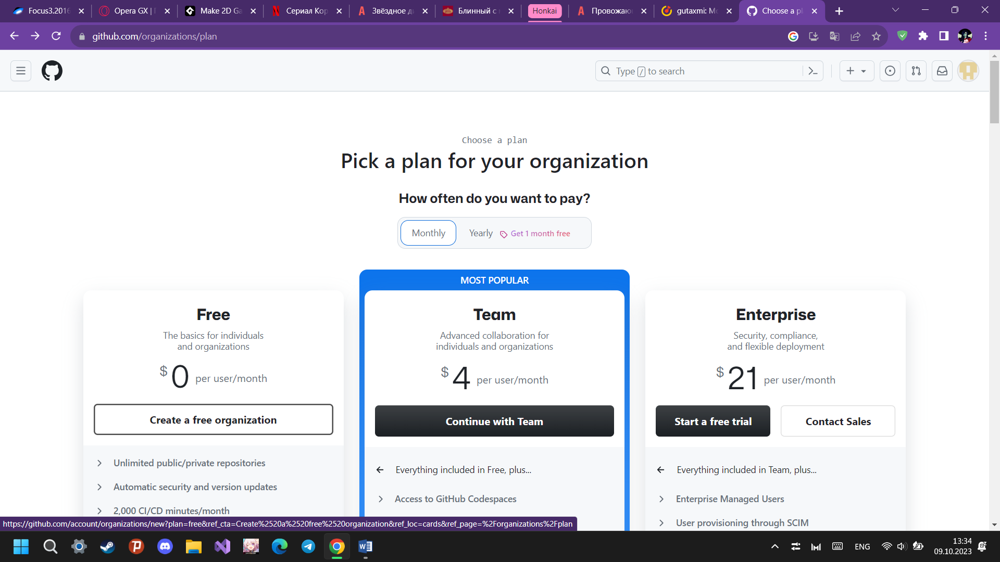 Focus3.2016
Opera GX |
Make 2D Ga
Сериал Кор
Звёздное д
Блинный с
Honkai
Провожаю
gutaxmi: Mo
Choose a pl
github.com/organizations/plan
Type / to search
Choose a plan
Pick a plan for your organization
How often do you want to pay?
Monthly
Yearly
Get 1 month free
MOST POPULAR
Free
The basics for individuals
and organizations
$ 0 per user/month
Create a free organization
Unlimited public/private repositories
Automatic security and version updates
2,000 CI/CD minutes/month
Team
Advanced collaboration for
individuals and organizations
$ 4 per user/month
Continue with Team
Everything included in Free, plus...
Access to GitHub Codespaces
Enterprise
Security, compliance,
and flexible deployment
$ 21 per user/month
Start a free trial
Contact Sales
Everything included in Team, plus...
Enterprise Managed Users
User provisioning through SCIM
https://github.com/account/organizations/new?plan=free&ref_cta=Create%2520a%2520free%2520organization&ref_loc=cards&ref_page=%2Forganizations%2Fplan
ENG
13:34
09.10.2023